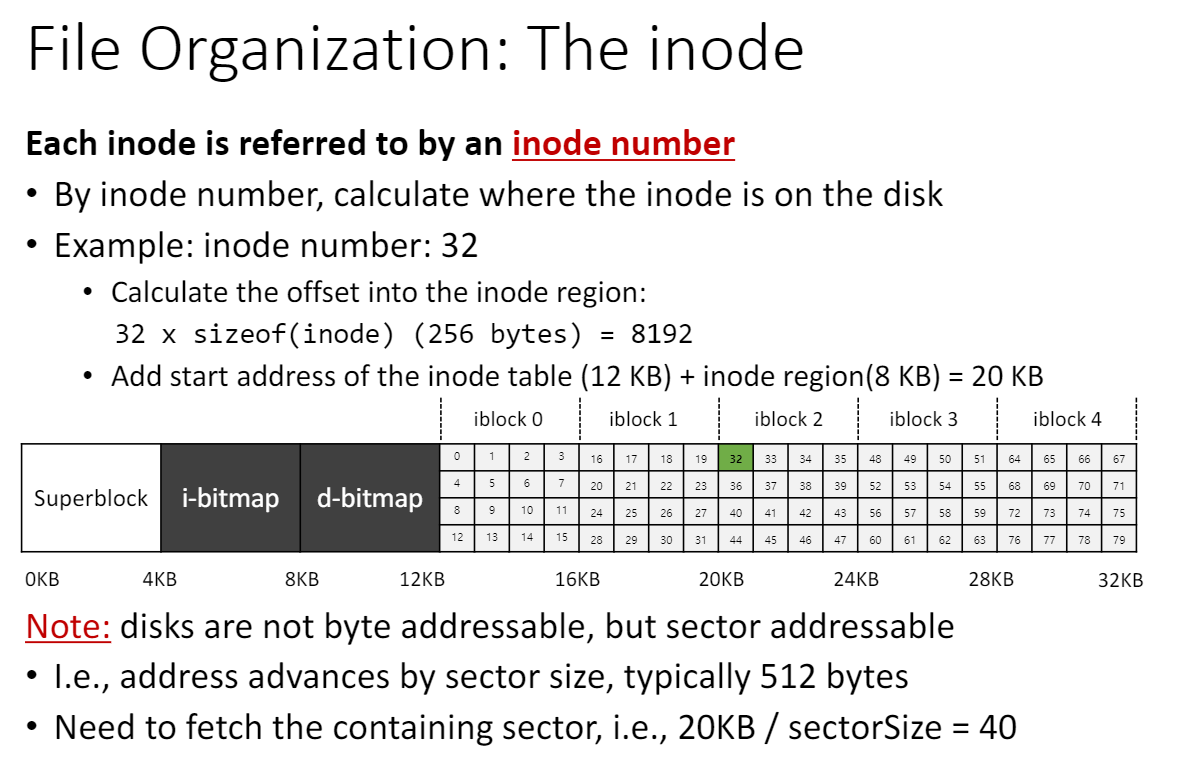 File Organization: The inode
Each inode is referred to by an inode number
• By inode number, calculate where the inode is on the disk
• Example: inode number: 32
• Calculate the offset into the inode region:
32 x sizeof(inode) (256 bytes) = 8192
• Add start address of the inode table (12 KB) + inode region(8 KB) = 20 KB
iblock 0 iblock 1 iblock 2 iblock 3 iblock 4
0 1 2 3 16 17 18 19 32 33 34 35 48 49 50 51 64 65 66 67
Superblock i-bitmap d-bitmap
4 5 6 7 20 21 22 23 36 37 38 39 52 53 54 55 68 69 70 71
8 9 10 11 24 25 26 27 40 41 42 43 56 57 58 59 72 73 74 75
12 13 14 15 28 29 30 31 44 45 46 47 60 61 62 63 76 77 78 79
0KB 4KB 8KB 12KB 16KB 20KB 24KB 28KB 32KB
Note: disks are not byte addressable, but sector addressable
• I.e., address advances by sector size, typically 512 bytes
• Need to fetch the containing sector, i.e., 20KB / sectorSize = 40